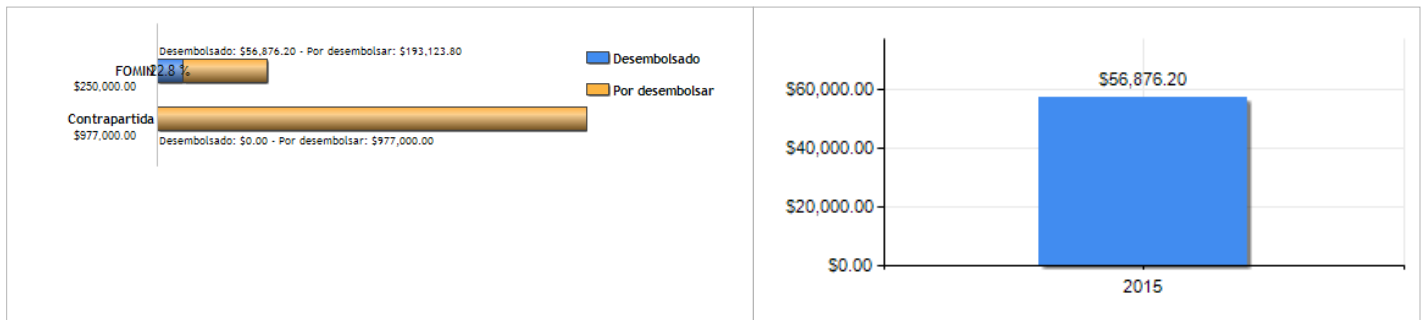 Desembolsado: $56,876.20 - Por desembolsar: $193,123.80
FOMIN 22.8 %
$250,000.00
Contrapartida
$977,000.00
Desembolsado: $0.00 - Por desembolsar: $977,000.00
Desembolsado
Por desembolsar
$56,876.20
$60,000.00
$40,000.00
$20,000.00
$0.00
2015